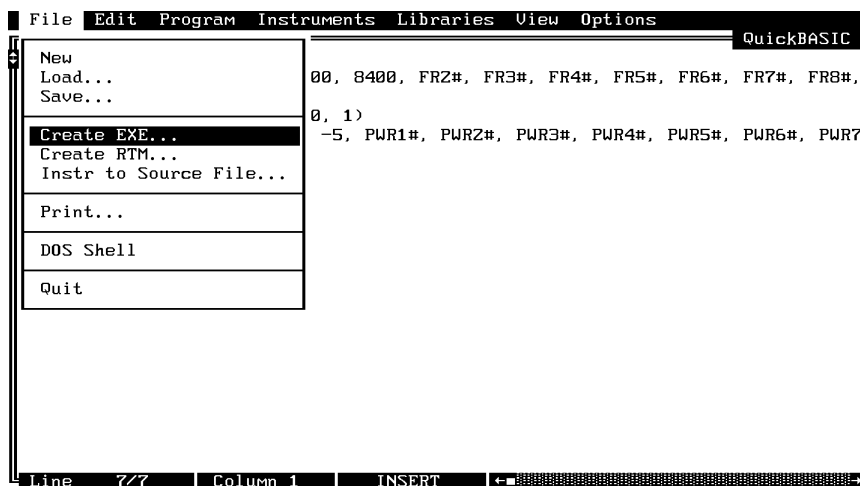 File Edit Program Instruments Libraries View Options
QuickBASIC
New
Load...
Save...
Create EXE...
Create RTM...
Instr to Source File...
Print...
DOS Shell
Quit
00, 8400, FR2#, FR3#, FR4#, FR5#, FR6#, FR7#, FR8#,
0, 1)
-5, PWR1#, PWR2#, PWR3#, PWR4#, PWR5#, PWR6#, PWR7
Line 7/7 Column 1 INSERT